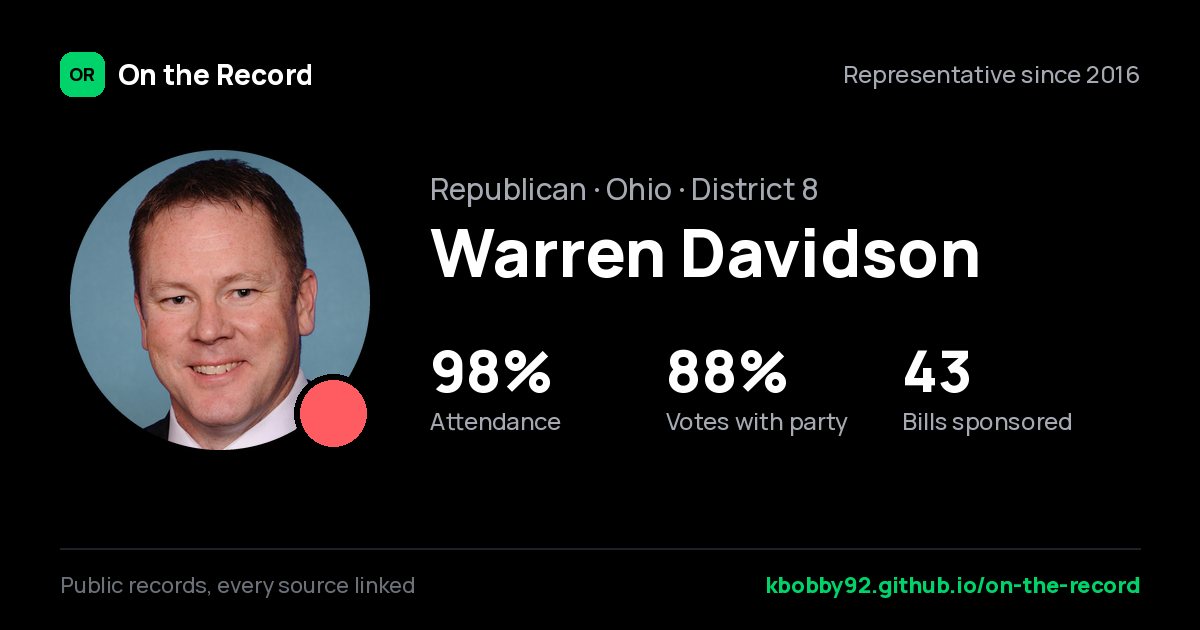 OR On the Record
Representative since 2016
Republican · Ohio · District 8
Warren Davidson
98% 88% 43
Attendance Votes with party Bills sponsored
Public records, every source linked
kbobby92.github.io/on-the-record